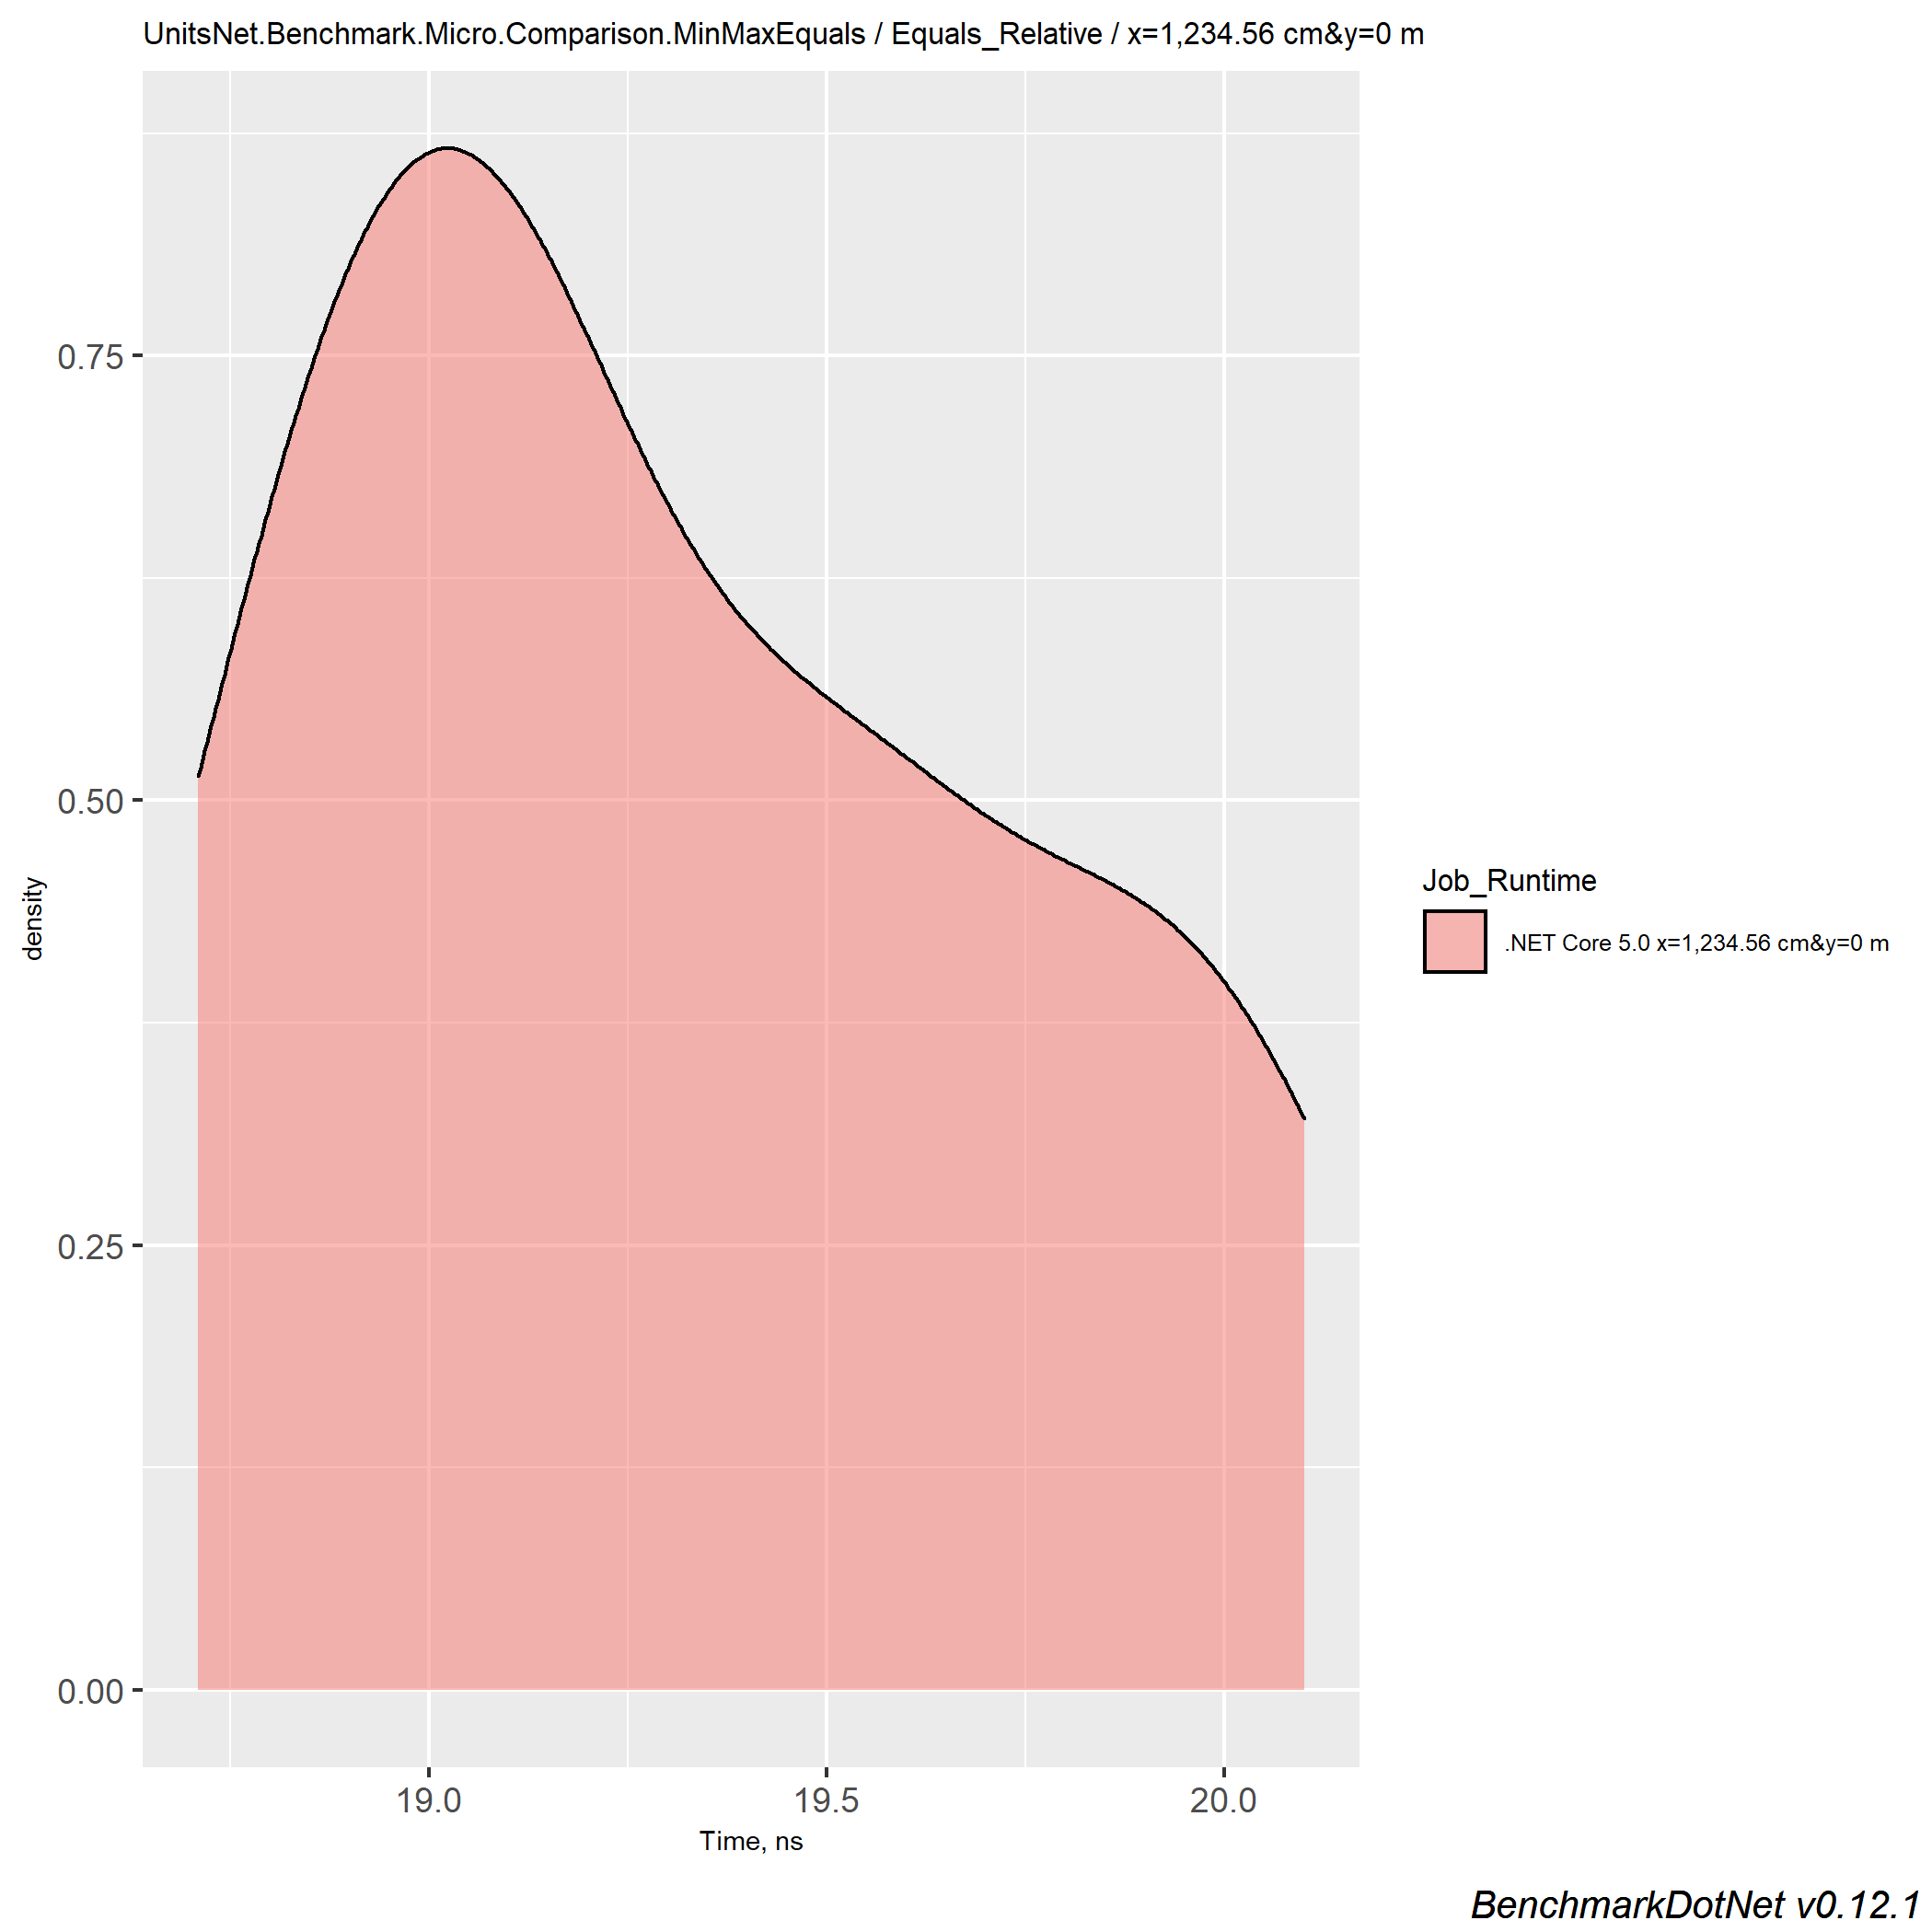 UnitsNet.Benchmark.Micro.Comparison.MinMaxEquals / Equals_Relative / x=1,234.56 cm&y=0 m
0.75
0.50
0.25
0.00
density
19.0 19.5 20.0
Time, ns
Job_Runtime
.NET Core 5.0 x=1,234.56 cm&y=0 m
BenchmarkDotNet v0.12.1